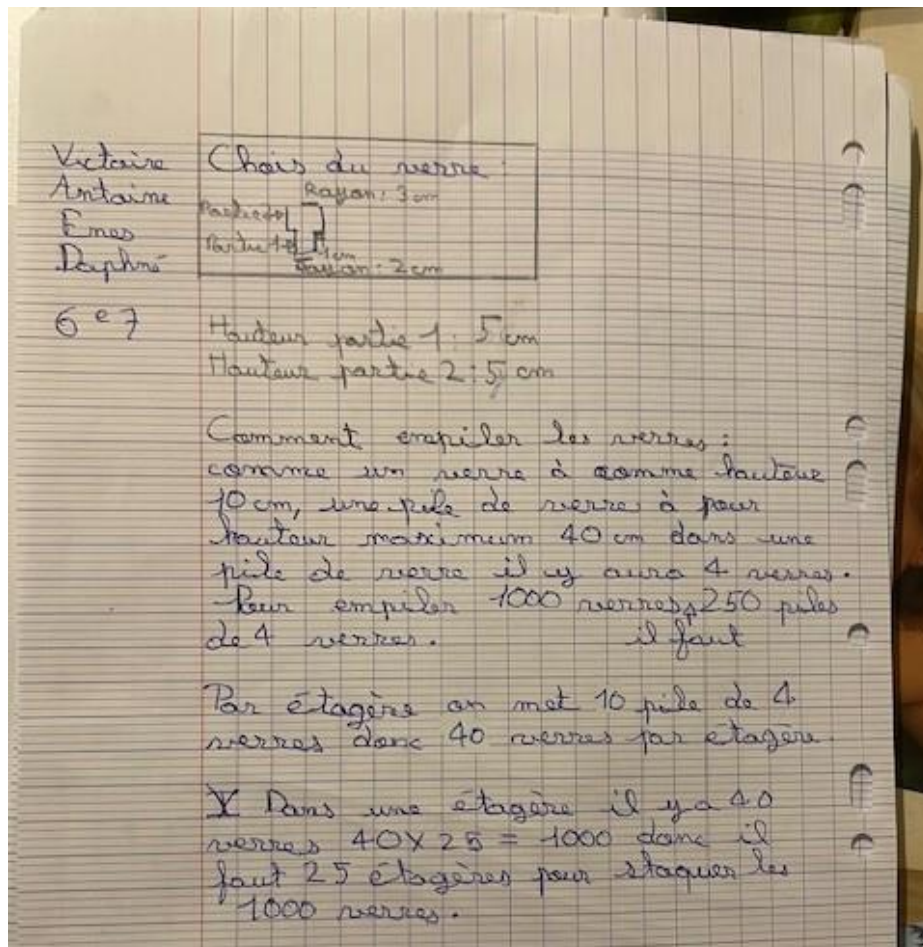 Victoire
Antoine
Enes
Daphné
6e7
Chois du verre :
Rayon : 3 cm
Partie 2
Partie 1
1 cm
Rayon : 2 cm
Hauteur partie 1 : 5 cm
Hauteur partie 2 : 5 cm
Comment empiler les verres :
comme un verre à comme hauteur
10 cm, une pile de verre à pour
hauteur maximum 40 cm dans une
pile de verre il y aura 4 verres.
Pour empiler 1000 verres, 250 piles
de 4 verres. il faut
Par étagère on met 10 pile de 4
verres donc 40 verres par etagère.
Dans une étagère il y a 40
verres 40 x 25 = 1000 donc il
faut 25 étagères pour staquer les
1000 verres.